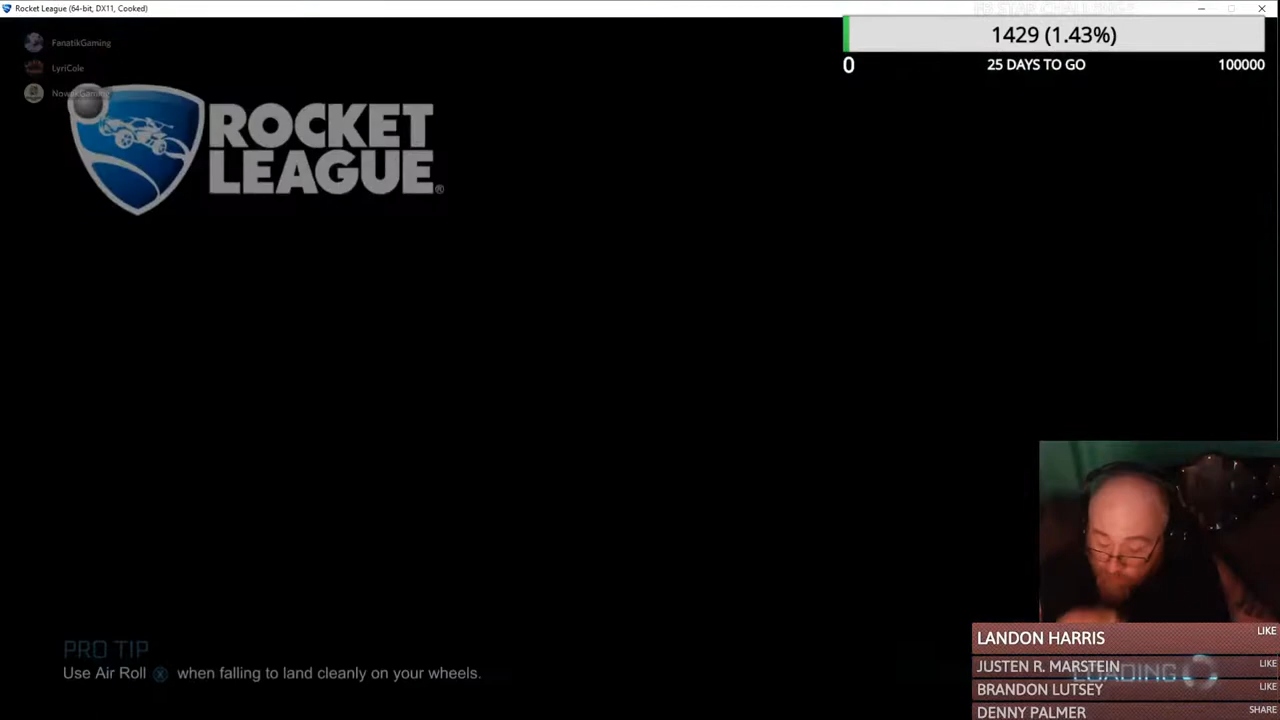 Rocket League (64-bit, DX11, Cooked)
FanatikGaming
LyriCole
NowakGaming
ROCKET
LEAGUE®
1429 (1.43%)
0
25 DAYS TO GO
100000
PRO TIP
Use Air Roll X when falling to land cleanly on your wheels.
LOADING
LANDON HARRIS LIKE
JUSTEN R. MARSTEIN LIKE
BRANDON LUTSEY LIKE
DENNY PALMER SHARE